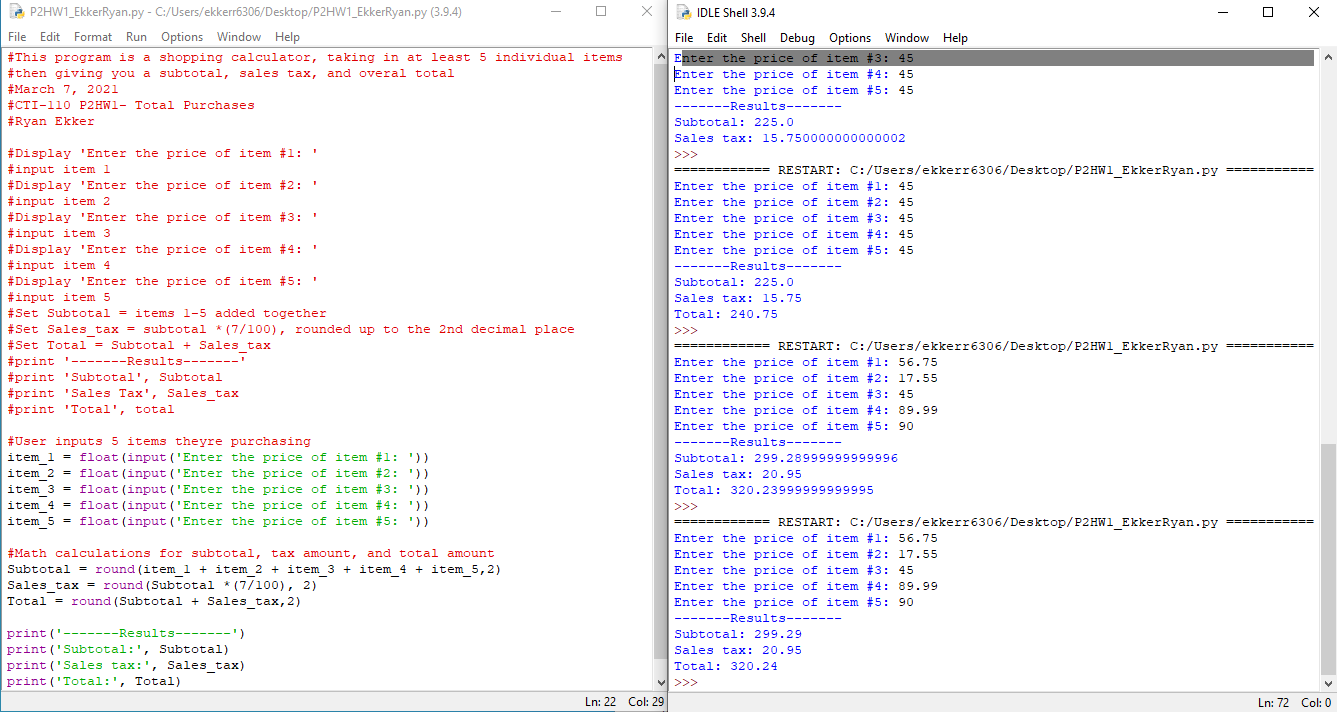 P2HW1_EkkerRyan.py - C:/Users/ekkerr6306/Desktop/P2HW1_EkkerRyan.py (3.9.4)
File Edit Format Run Options Window Help
#This program is a shopping calculator, taking in at least 5 individual items
#then giving you a subtotal, sales tax, and overal total
#March 7, 2021
#CTI-110 P2HW1- Total Purchases
#Ryan Ekker
#Display 'Enter the price of item #1: '
#input item 1
#Display 'Enter the price of item #2: '
#input item 2
#Display 'Enter the price of item #3: '
#input item 3
#Display 'Enter the price of item #4: '
#input item 4
#Display 'Enter the price of item #5: '
#input item 5
#Set Subtotal = items 1-5 added together
#Set Sales_tax = subtotal *(7/100), rounded up to the 2nd decimal place
#Set Total = Subtotal + Sales_tax
#print '-------Results-------'
#print 'Subtotal', Subtotal
#print 'Sales Tax', Sales_tax
#print 'Total', total
#User inputs 5 items theyre purchasing
item_1 = float(input('Enter the price of item #1: '))
item_2 = float(input('Enter the price of item #2: '))
item_3 = float(input('Enter the price of item #3: '))
item_4 = float(input('Enter the price of item #4: '))
item_5 = float(input('Enter the price of item #5: '))
#Math calculations for subtotal, tax amount, and total amount
Subtotal = round(item_1 + item_2 + item_3 + item_4 + item_5,2)
Sales_tax = round(Subtotal *(7/100), 2)
Total = round(Subtotal + Sales_tax,2)
print('-------Results-------')
print('Subtotal:', Subtotal)
print('Sales tax:', Sales_tax)
print('Total:', Total)
Ln: 22 Col: 29
IDLE Shell 3.9.4
File Edit Shell Debug Options Window Help
Enter the price of item #3: 45
Enter the price of item #4: 45
Enter the price of item #5: 45
-------Results-------
Subtotal: 225.0
Sales tax: 15.750000000000002
>>>
============ RESTART: C:/Users/ekkerr6306/Desktop/P2HW1_EkkerRyan.py ===========
Enter the price of item #1: 45
Enter the price of item #2: 45
Enter the price of item #3: 45
Enter the price of item #4: 45
Enter the price of item #5: 45
-------Results-------
Subtotal: 225.0
Sales tax: 15.75
Total: 240.75
>>>
============ RESTART: C:/Users/ekkerr6306/Desktop/P2HW1_EkkerRyan.py ===========
Enter the price of item #1: 56.75
Enter the price of item #2: 17.55
Enter the price of item #3: 45
Enter the price of item #4: 89.99
Enter the price of item #5: 90
-------Results-------
Subtotal: 299.28999999999996
Sales tax: 20.95
Total: 320.23999999999995
>>>
============ RESTART: C:/Users/ekkerr6306/Desktop/P2HW1_EkkerRyan.py ===========
Enter the price of item #1: 56.75
Enter the price of item #2: 17.55
Enter the price of item #3: 45
Enter the price of item #4: 89.99
Enter the price of item #5: 90
-------Results-------
Subtotal: 299.29
Sales tax: 20.95
Total: 320.24
>>>
Ln: 72 Col: 0